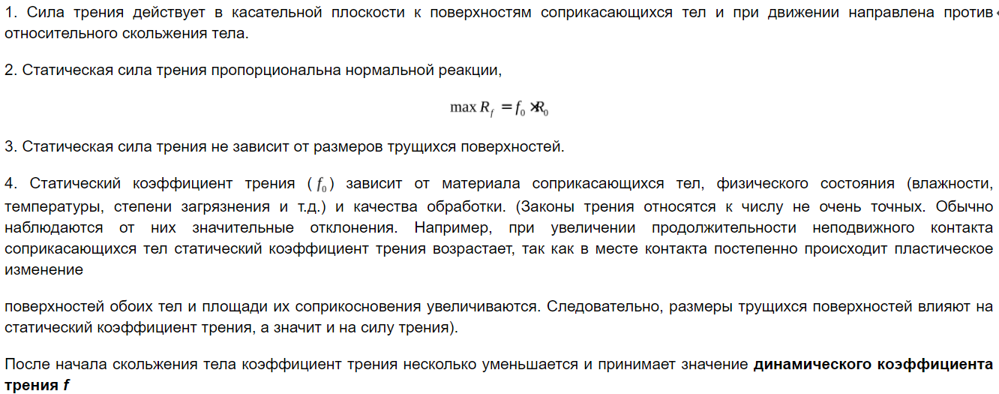 1. Сила трения действует в касательной плоскости к поверхностям соприкасающихся тел и при движении направлена против
относительного скольжения тела.
2. Статическая сила трения пропорциональна нормальной реакции,
max R_f = f_0 × R_0
3. Статическая сила трения не зависит от размеров трущихся поверхностей.
4. Статический коэффициент трения ( f_0 ) зависит от материала соприкасающихся тел, физического состояния (влажности,
температуры, степени загрязнения и т.д.) и качества обработки. (Законы трения относятся к числу не очень точных. Обычно
наблюдаются от них значительные отклонения. Например, при увеличении продолжительности неподвижного контакта
соприкасающихся тел статический коэффициент трения возрастает, так как в месте контакта постепенно происходит пластическое
изменение
поверхностей обоих тел и площади их соприкосновения увеличиваются. Следовательно, размеры трущихся поверхностей влияют на
статический коэффициент трения, а значит и на силу трения).
После начала скольжения тела коэффициент трения несколько уменьшается и принимает значение динамического коэффициента
трения f